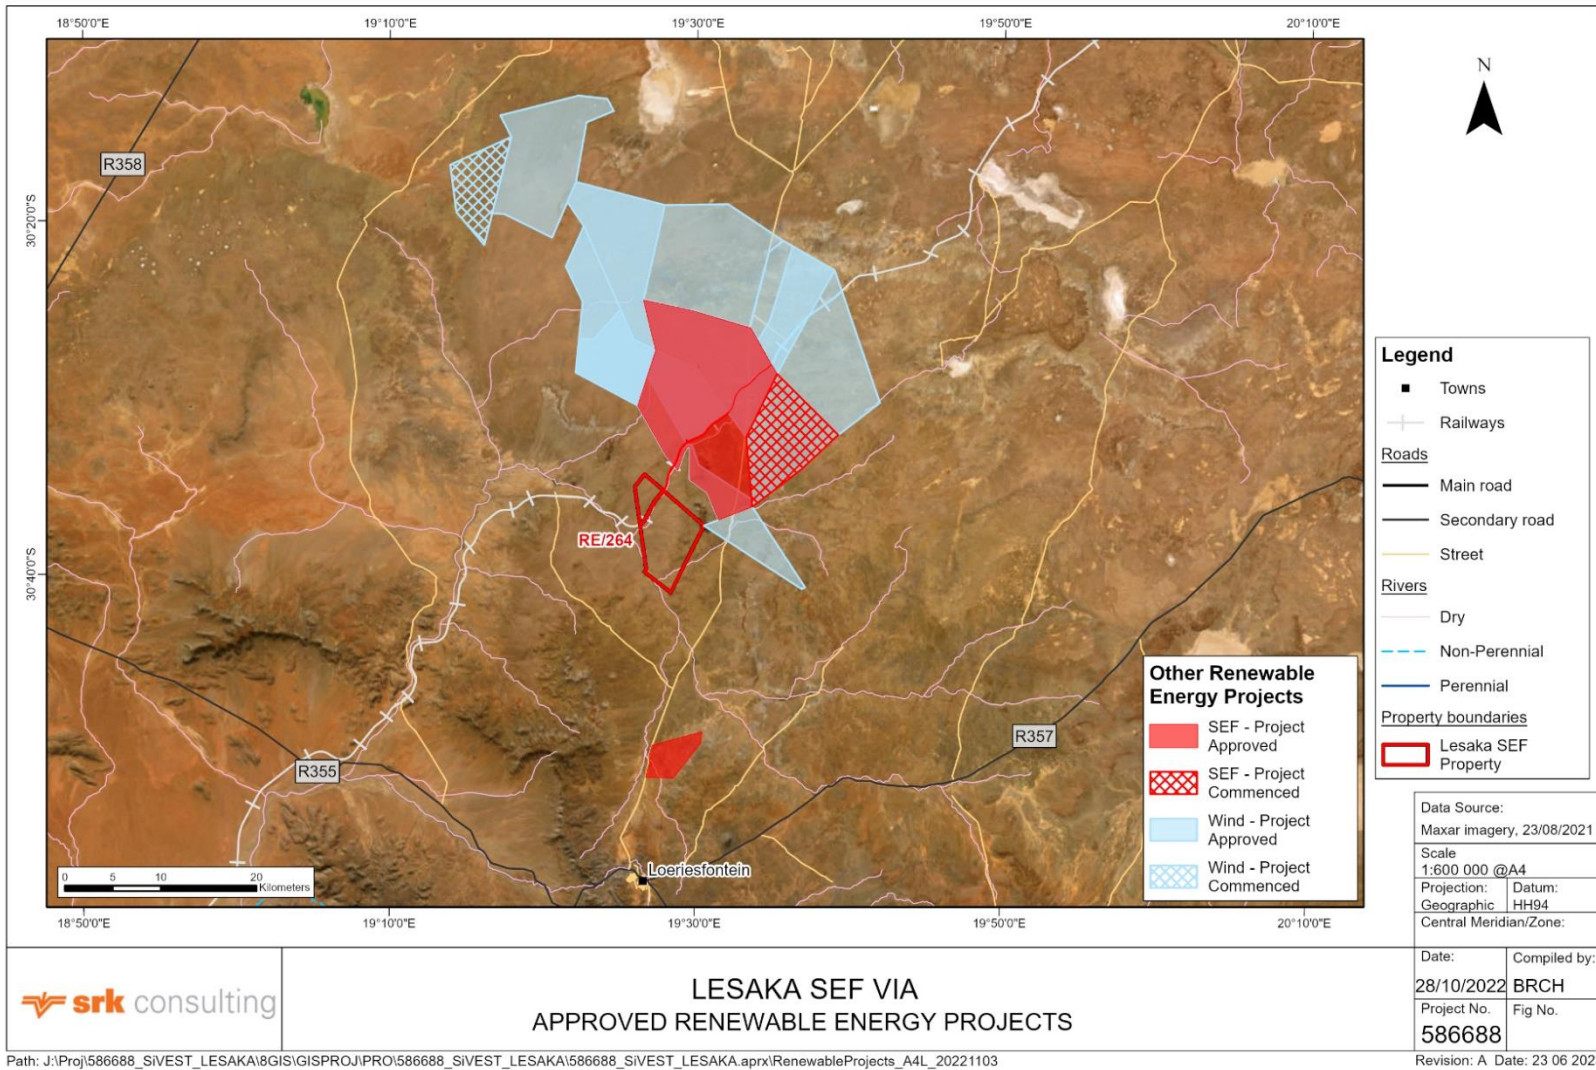 18°50'0"E
19°10'0"E
19°30'0"E
19°50'0"E
20°10'0"E
N
R358
30°20'0"S
30°40'0"S
RE/264
R357
R355
Loeriesfontein
0 5 10 20
Kilometers
Other Renewable
Energy Projects
SEF - Project
Approved
SEF - Project
Commenced
Wind - Project
Approved
Wind - Project
Commenced
Legend
Towns
Railways
Roads
Main road
Secondary road
Street
Rivers
Dry
Non-Perennial
Perennial
Property boundaries
Lesaka SEF
Property
18°50'0"E
19°10'0"E
19°30'0"E
19°50'0"E
20°10'0"E
Data Source:
Maxar imagery, 23/08/2021
Scale
1:600 000 @A4
Projection: Datum:
Geographic HH94
Central Meridian/Zone:
Date: Compiled by:
28/10/2022 BRCH
Project No. Fig No.
586688
srk consulting
LESAKA SEF VIA
APPROVED RENEWABLE ENERGY PROJECTS
Path: J:\Proj\586688_SiVEST_LESAKA\8GIS\GISPROJ\PRO\586688_SiVEST_LESAKA\586688_SiVEST_LESAKA.aprx\RenewableProjects_A4L_20221103
Revision: A Date: 23 06 202